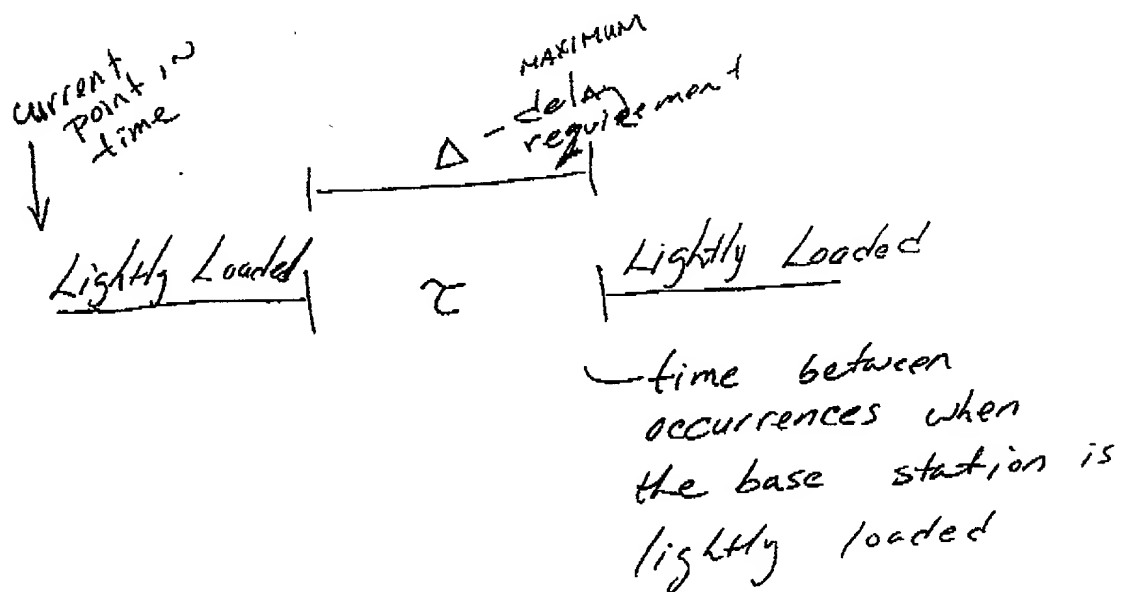 current
point in
time
MAXIMUM
Δ - delay
requirement
Lightly Loaded
τ
Lightly Loaded
time between
occurrences when
the base station is
lightly loaded